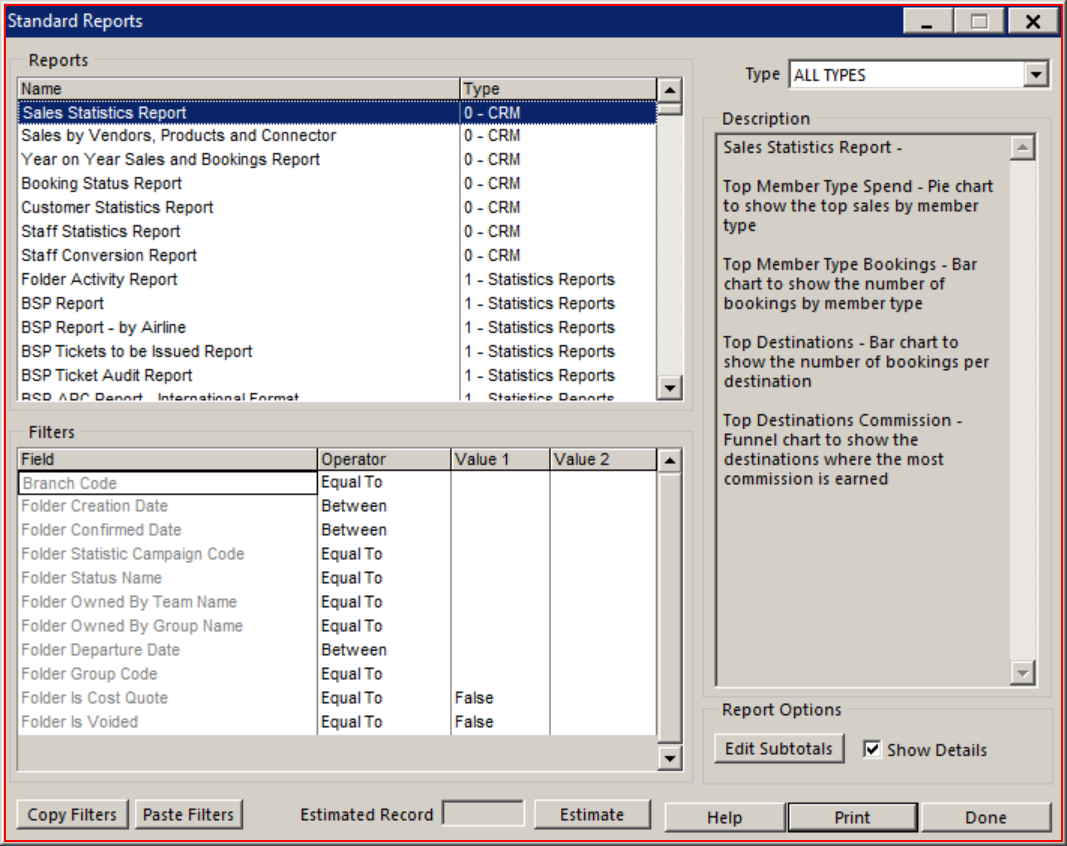 Standard Reports
Reports
Name Type
Sales Statistics Report 0 - CRM
Sales by Vendors, Products and Connector 0 - CRM
Year on Year Sales and Bookings Report 0 - CRM
Booking Status Report 0 - CRM
Customer Statistics Report 0 - CRM
Staff Statistics Report 0 - CRM
Staff Conversion Report 0 - CRM
Folder Activity Report 1 - Statistics Reports
BSP Report 1 - Statistics Reports
BSP Report - by Airline 1 - Statistics Reports
BSP Tickets to be Issued Report 1 - Statistics Reports
BSP Ticket Audit Report 1 - Statistics Reports
BSP ARC Report - International Format 1 - Statistics Reports
Filters
Field Operator Value 1 Value 2
Branch Code Equal To
Folder Creation Date Between
Folder Confirmed Date Between
Folder Statistic Campaign Code Equal To
Folder Status Name Equal To
Folder Owned By Team Name Equal To
Folder Owned By Group Name Equal To
Folder Departure Date Between
Folder Group Code Equal To
Folder Is Cost Quote Equal To False
Folder Is Voided Equal To False
Type ALL TYPES
Description
Sales Statistics Report -
Top Member Type Spend - Pie chart
to show the top sales by member
type
Top Member Type Bookings - Bar
chart to show the number of
bookings by member type
Top Destinations - Bar chart to
show the number of bookings per
destination
Top Destinations Commission -
Funnel chart to show the
destinations where the most
commission is earned
Report Options
Edit Subtotals Show Details
Copy Filters Paste Filters Estimated Record Estimate Help Print Done